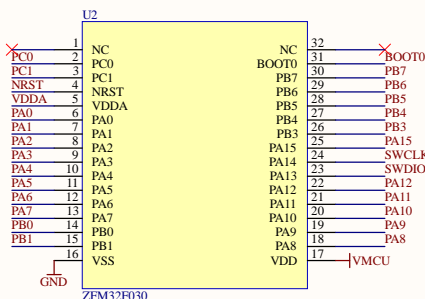 U2
1 NC NC 32
PC0 2 PC0 BOOT0 31 BOOT0
PC1 3 PC1 PB7 30 PB7
NRST 4 NRST PB6 29 PB6
VDDA 5 VDDA PB5 28 PB5
PA0 6 PA0 PB4 27 PB4
PA1 7 PA1 PB3 26 PB3
PA2 8 PA2 PA15 25 PA15
PA3 9 PA3 PA14 24 SWCLK
PA4 10 PA4 PA13 23 SWDIO
PA5 11 PA5 PA12 22 PA12
PA6 12 PA6 PA11 21 PA11
PA7 13 PA7 PA10 20 PA10
PB0 14 PB0 PA9 19 PA9
PB1 15 PB1 PA8 18 PA8
16 VSS VDD 17 VMCU
GND